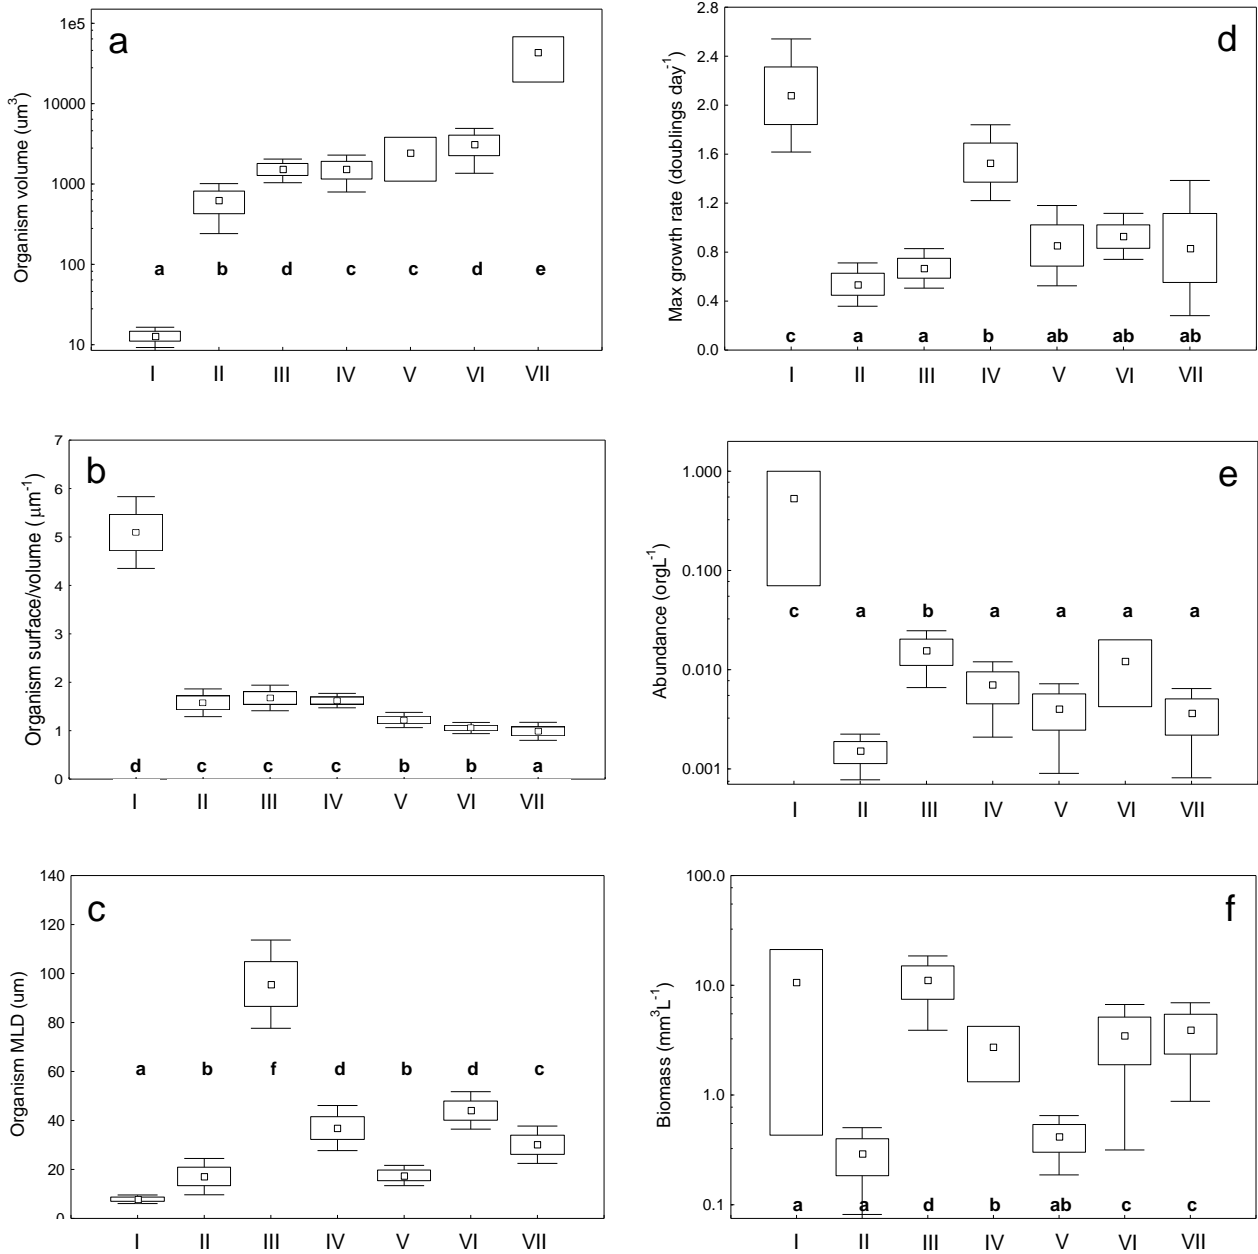 a
Organism volume (um³)
1e5
10000
1000
100
10
a b d c c d e
I II III IV V VI VII
d
Max growth rate (doublings day⁻¹)
2.8
2.4
2.0
1.6
1.2
0.8
0.4
0.0
c a a b ab ab ab
I II III IV V VI VII
b
Organism surface/volume (μm⁻¹)
7
6
5
4
3
2
1
0
d c c c b b a
I II III IV V VI VII
e
Abundance (orgL⁻¹)
1.000
0.100
0.010
0.001
c a b a a a a
I II III IV V VI VII
c
Organism MLD (um)
140
120
100
80
60
40
20
0
a b f d b d c
I II III IV V VI VII
f
Biomass (mm³L⁻¹)
100.0
10.0
1.0
0.1
a a d b ab c c
I II III IV V VI VII